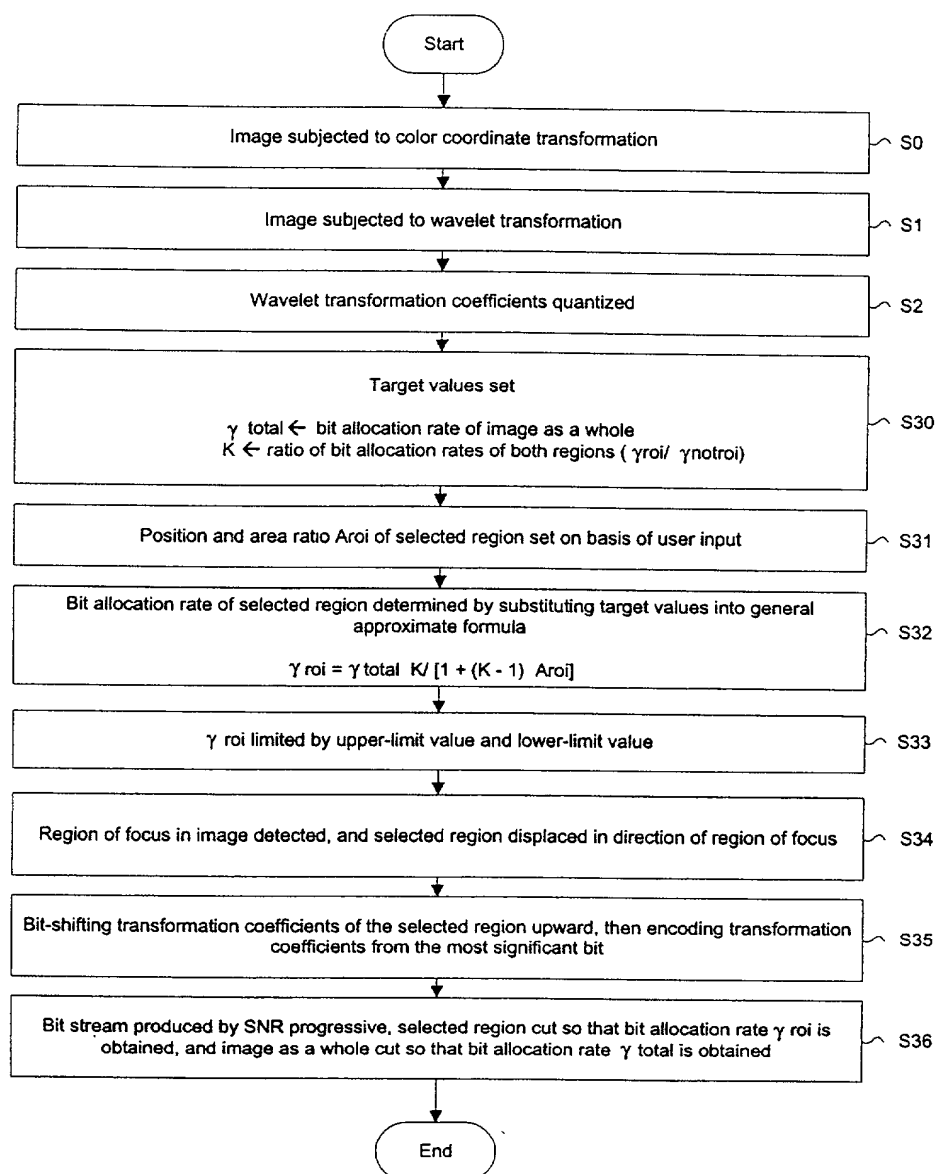 Start
Image subjected to color coordinate transformation
S0
Image subjected to wavelet transformation
S1
Wavelet transformation coefficients quantized
S2
Target values set
γ total ← bit allocation rate of image as a whole
K ← ratio of bit allocation rates of both regions ( γroi/ γnotroi)
S30
Position and area ratio Aroi of selected region set on basis of user input
S31
Bit allocation rate of selected region determined by substituting target values into general
approximate formula
γ roi = γ total K/ [1 + (K - 1) Aroi]
S32
γ roi limited by upper-limit value and lower-limit value
S33
Region of focus in image detected, and selected region displaced in direction of region of focus
S34
Bit-shifting transformation coefficients of the selected region upward, then encoding transformation
coefficients from the most significant bit
S35
Bit stream produced by SNR progressive, selected region cut so that bit allocation rate γ roi is
obtained, and image as a whole cut so that bit allocation rate γ total is obtained
S36
End